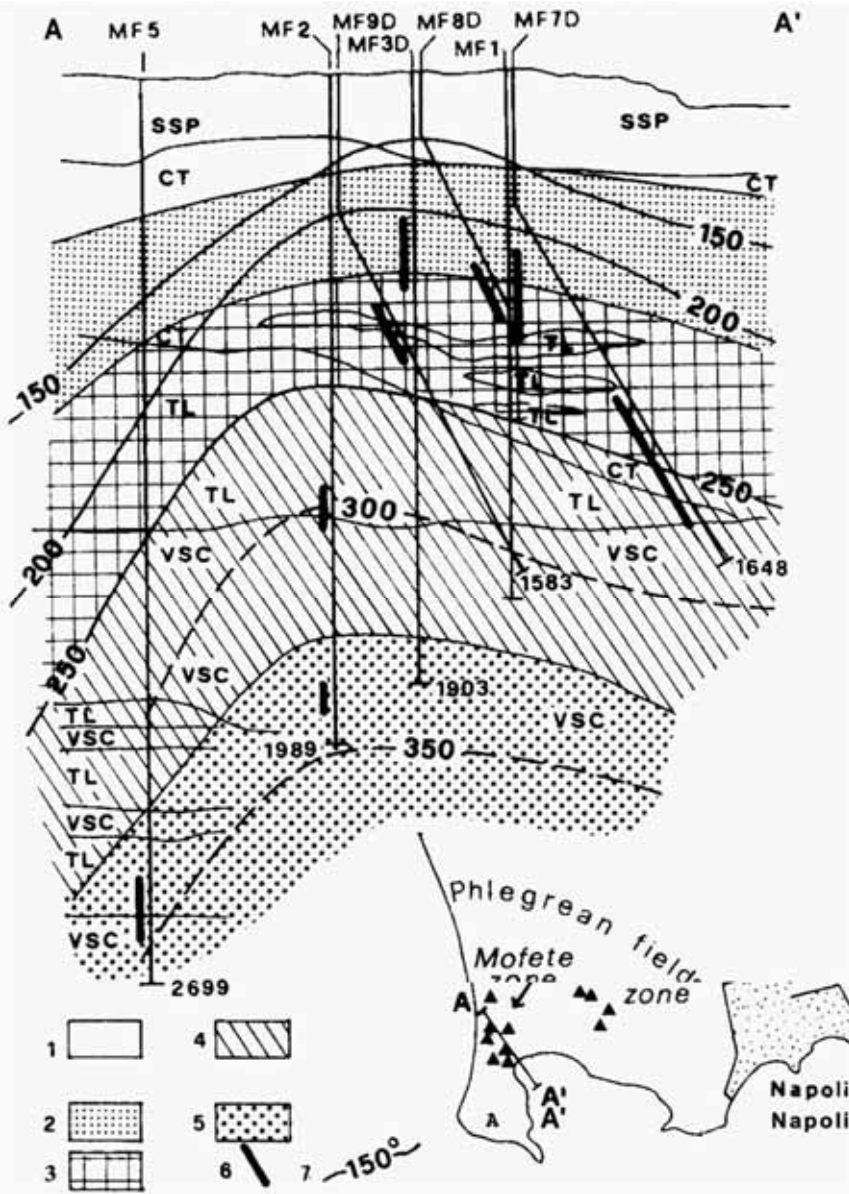 A MF5 MF2 MF9D MF8D MF7D A'
MF3D MF1
SSP SSP
CT CT
150
200
CT TL
150 TL
TL TL
CT
TL TL 250
300
200 VSC VSC
1583 1648
250 VSC
1903
TL VSC
VSC
1989 350
TL
VSC
TL
VSC
2699
Phlegrean fields
Mofete
zone
zone
A
A'
A'
A
Napoli
Napoli
1 4
2 5
3 6 7 ~150°~